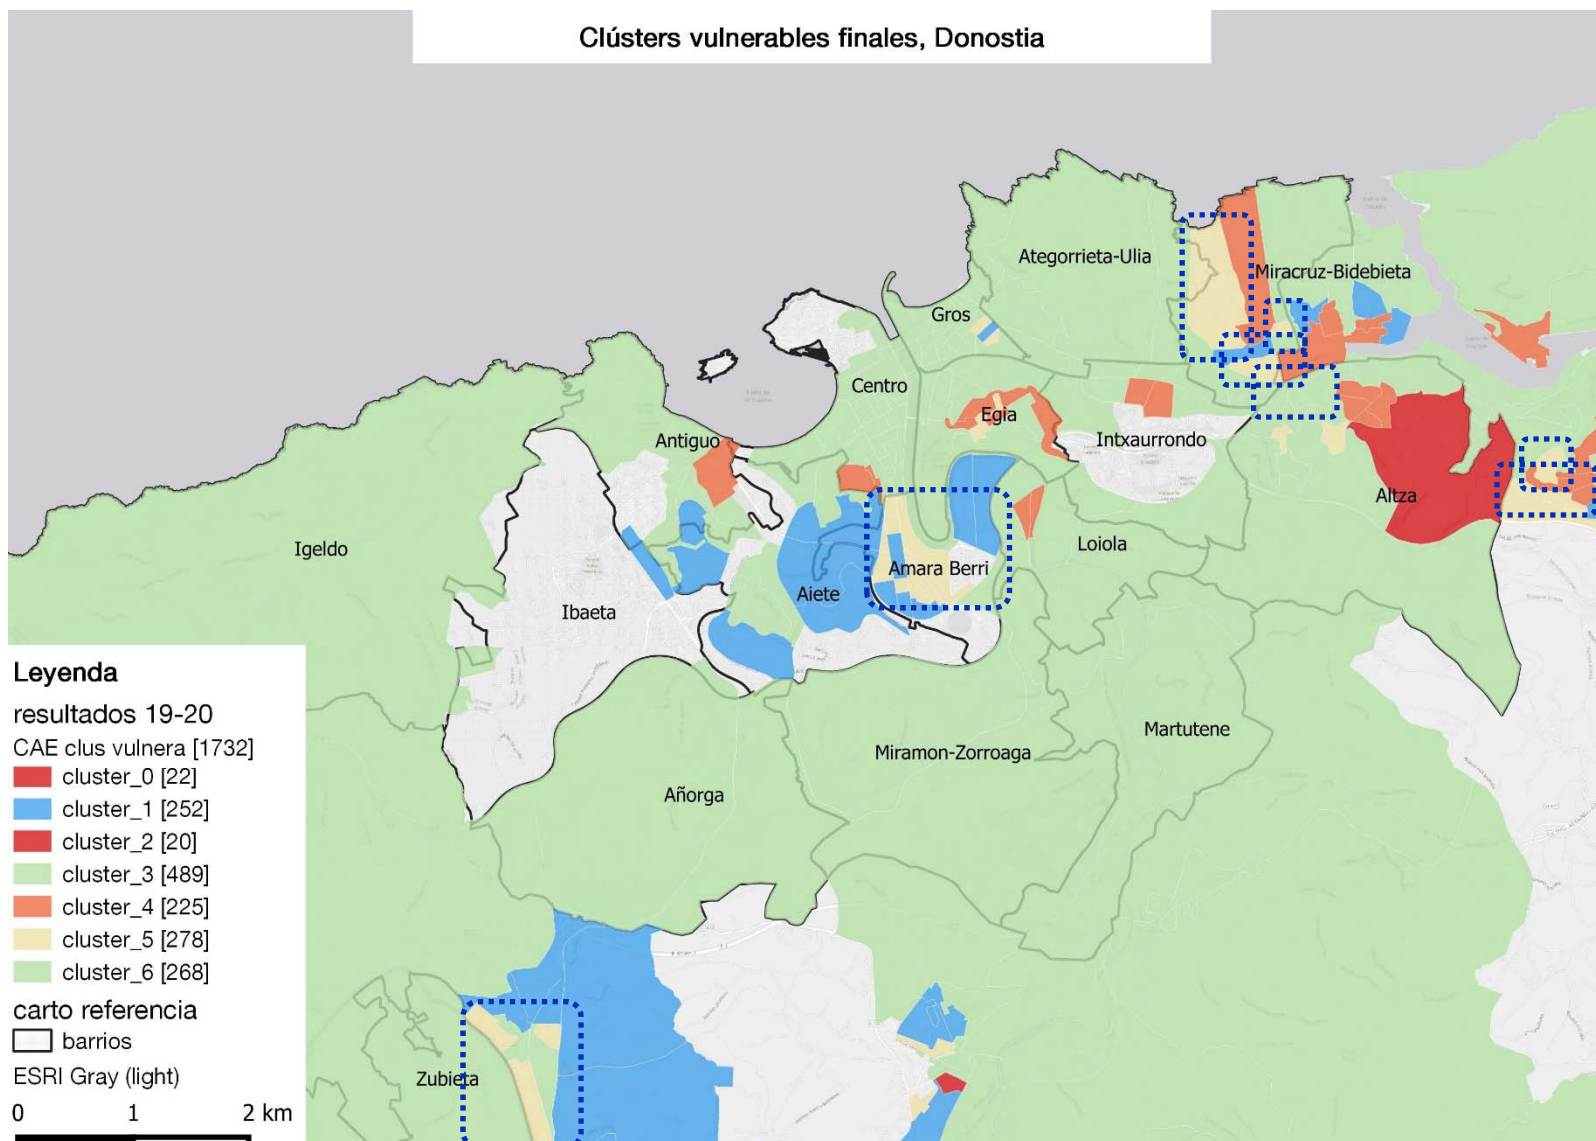 Clústers vulnerables finales, Donostia
Ategorrieta-Ulia
Miracruz-Bidebieta
Gros
Centro
Egia
Antiguo
Intxaurrondo
Altza
Igeldo
Loiola
Amara Berri
Aiete
Ibaeta
Martutene
Miramon-Zorroaga
Añorga
Zubieta
Leyenda
resultados 19-20
CAE clus vulnera [1732]
cluster_0 [22]
cluster_1 [252]
cluster_2 [20]
cluster_3 [489]
cluster_4 [225]
cluster_5 [278]
cluster_6 [268]
carto referencia
barrios
ESRI Gray (light)
0 1 2 km